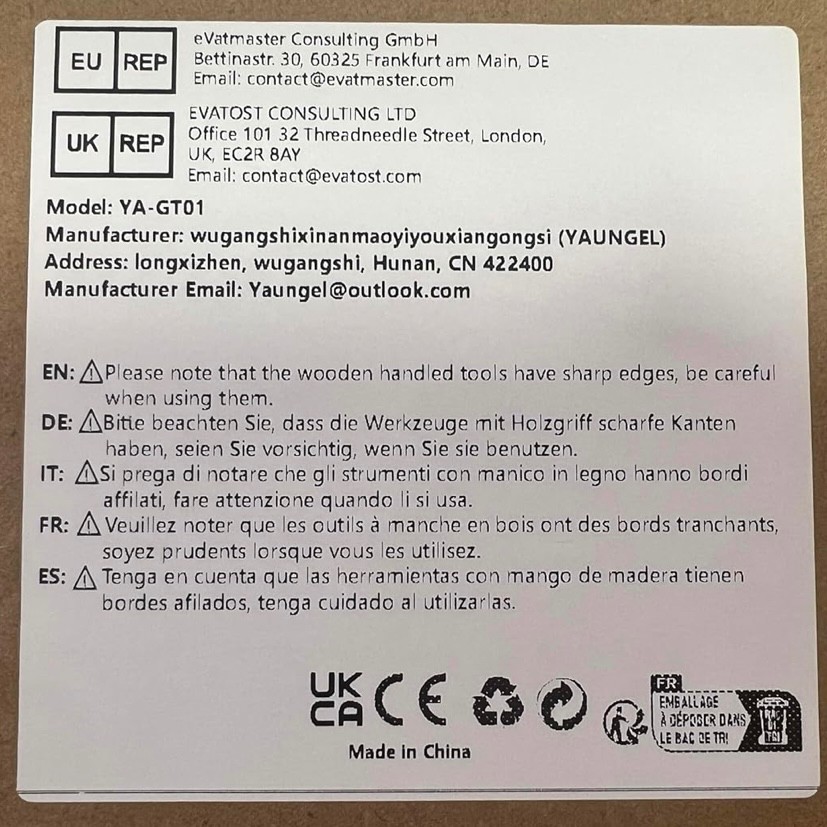 EU REP
eVatmaster Consulting GmbH
Bettinastr. 30, 60325 Frankfurt am Main, DE
Email: contact@evatmaster.com
UK REP
EVATOST CONSULTING LTD
Office 101 32 Threadneedle Street, London,
UK, EC2R 8AY
Email: contact@evatost.com
Model: YA-GT01
Manufacturer: wugangshixinanmaoyiyouxiangongsi (YAUNGEL)
Address: longxizhen, wugangshi, Hunan, CN 422400
Manufacturer Email: Yaungel@outlook.com
EN: ⚠Please note that the wooden handled tools have sharp edges, be careful
when using them.
DE: ⚠Bitte beachten Sie, dass die Werkzeuge mit Holzgriff scharfe Kanten
haben, seien Sie vorsichtig, wenn Sie sie benutzen.
IT: ⚠Si prega di notare che gli strumenti con manico in legno hanno bordi
affilati, fare attenzione quando li si usa.
FR: ⚠Veuillez noter que les outils à manche en bois ont des bords tranchants,
soyez prudents lorsque vous les utilisez.
ES: ⚠Tenga en cuenta que las herramientas con mango de madera tienen
bordes afilados, tenga cuidado al utilizarlas.
UK
CA CE
FR
EMBALLAGE
À DÉPOSER DANS
LE BAC DE TRI
Made in China